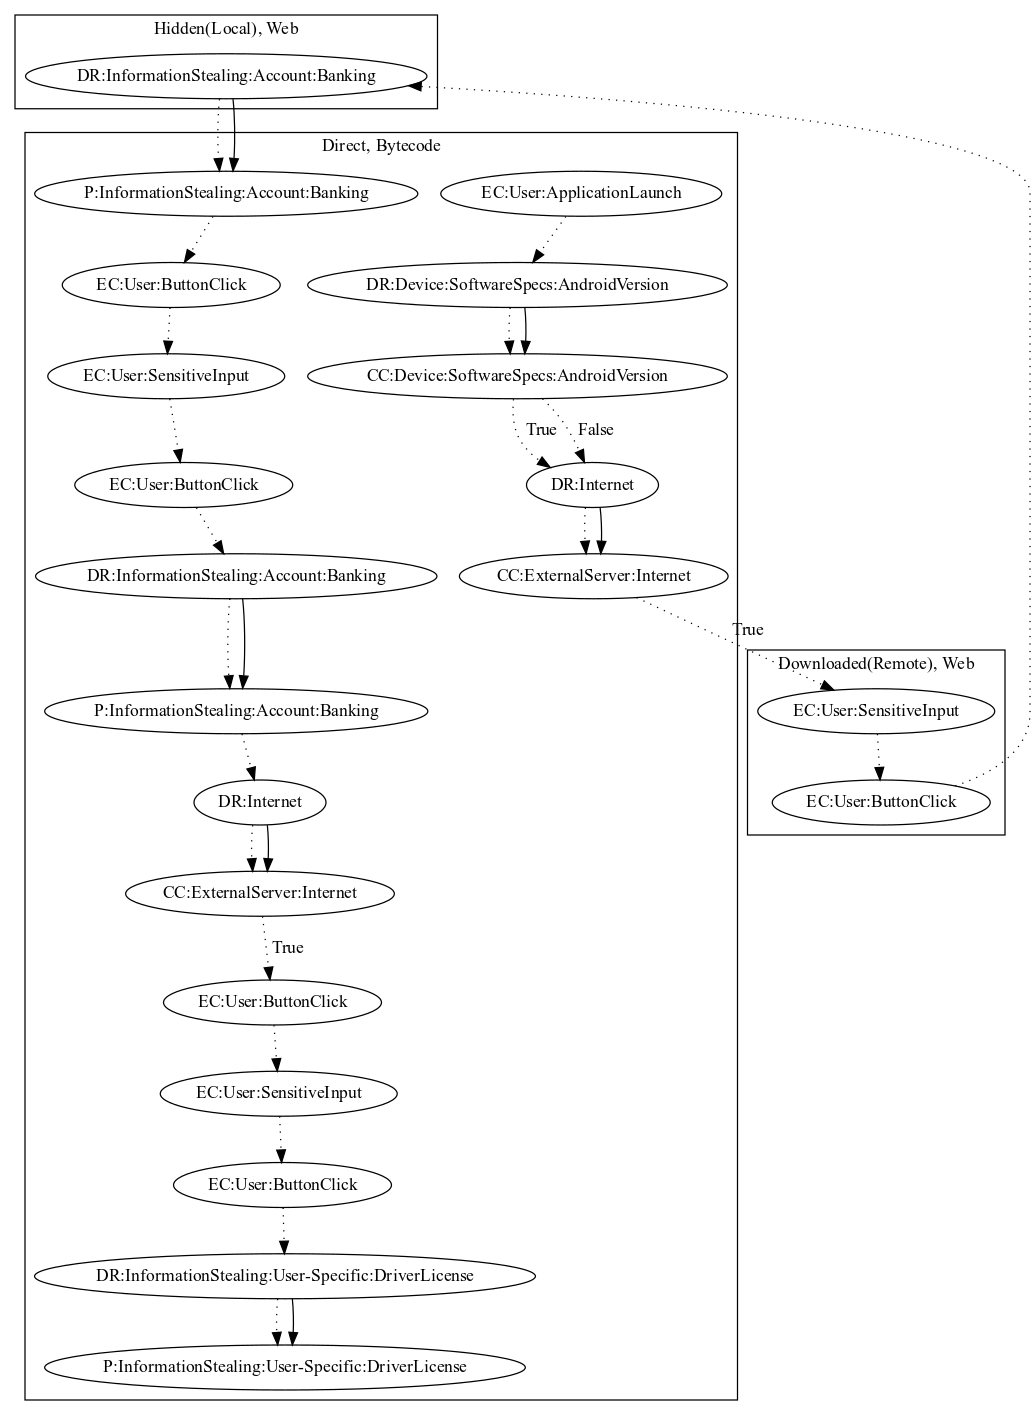 Hidden(Local), Web
DR:InformationStealing:Account:Banking
Direct, Bytecode
P:InformationStealing:Account:Banking
EC:User:ApplicationLaunch
EC:User:ButtonClick
DR:Device:SoftwareSpecs:AndroidVersion
EC:User:SensitiveInput
CC:Device:SoftwareSpecs:AndroidVersion
True
False
EC:User:ButtonClick
DR:Internet
DR:InformationStealing:Account:Banking
CC:ExternalServer:Internet
True
Downloaded(Remote), Web
P:InformationStealing:Account:Banking
EC:User:SensitiveInput
DR:Internet
EC:User:ButtonClick
CC:ExternalServer:Internet
True
EC:User:ButtonClick
EC:User:SensitiveInput
EC:User:ButtonClick
DR:InformationStealing:User-Specific:DriverLicense
P:InformationStealing:User-Specific:DriverLicense